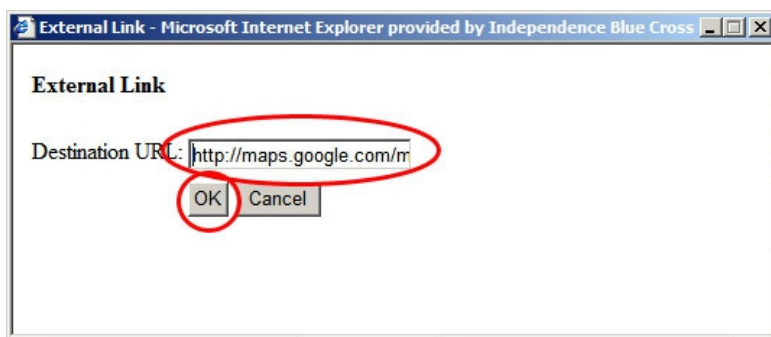 External Link - Microsoft Internet Explorer provided by Independence Blue Cross
External Link
Destination URL: http://maps.google.com/m
OK Cancel